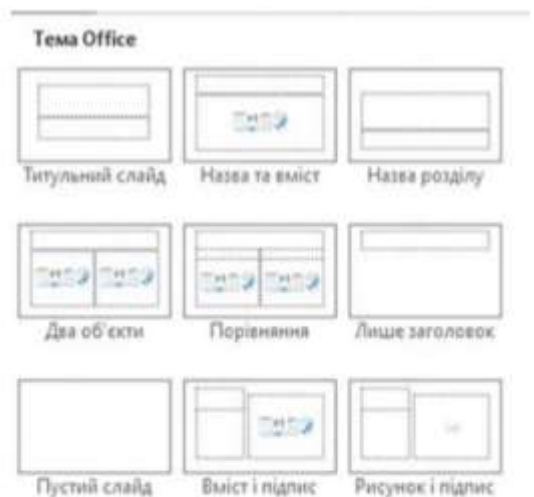 Тема Office
Титульний слайд
Назва та вміст
Назва розділу
Два об'єкти
Порівняння
Лише заголовок
Пустий слайд
Вміст і підпис
Рисунок і підпис